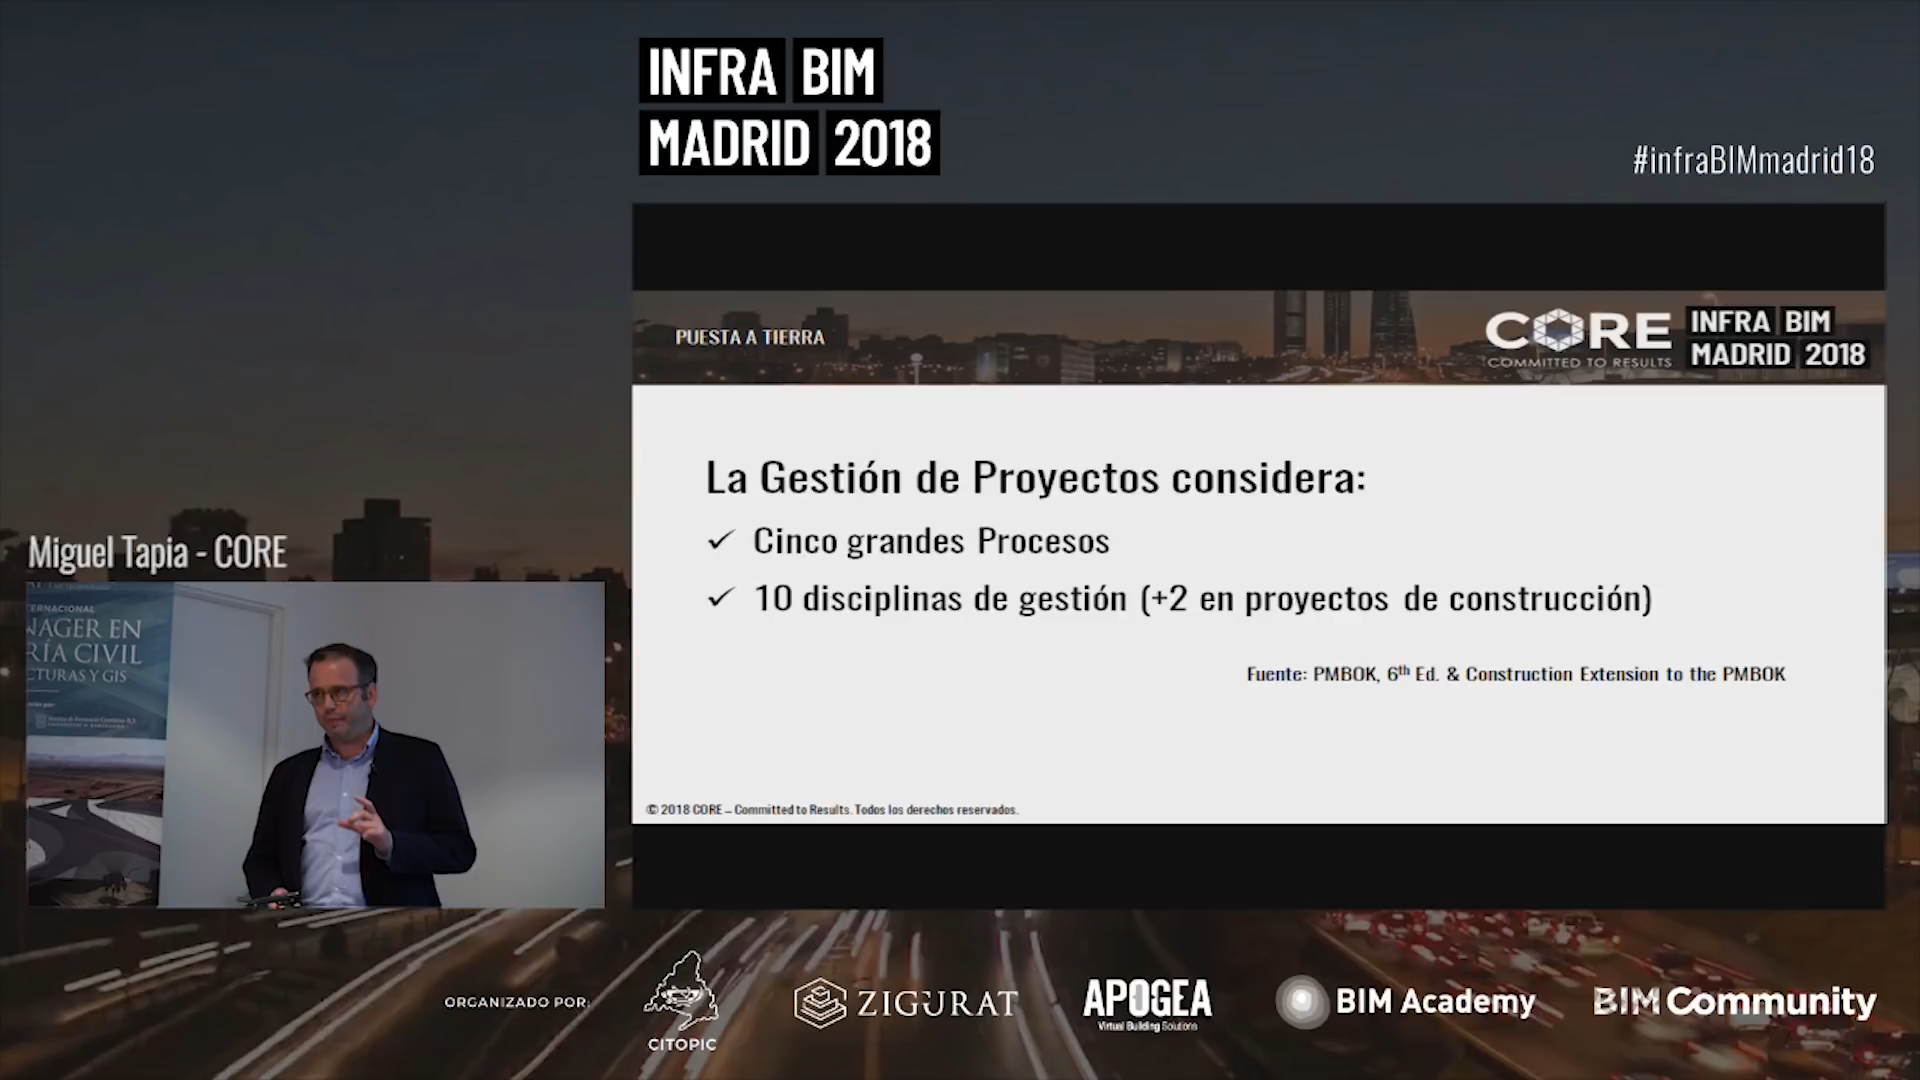 INFRA BIM
MADRID 2018
#infraBIMmadrid18
PUESTA A TIERRA
CORE
COMMITTED TO RESULTS
INFRA BIM
MADRID 2018
La Gestión de Proyectos considera:
✓ Cinco grandes Procesos
✓ 10 disciplinas de gestión (+2 en proyectos de construcción)
Fuente: PMBOK, 6th Ed. & Construction Extension to the PMBOK
© 2018 CORE – Committed to Results. Todos los derechos reservados.
Miguel Tapia - CORE
ERNACIONAL
NAGER EN
RÍA CIVIL
CTURAS Y GIS
ORGANIZADO POR:
CITOPIC
ZIGURAT
APOGEA
Virtual Building Solutions
BIM Academy
BIM Community